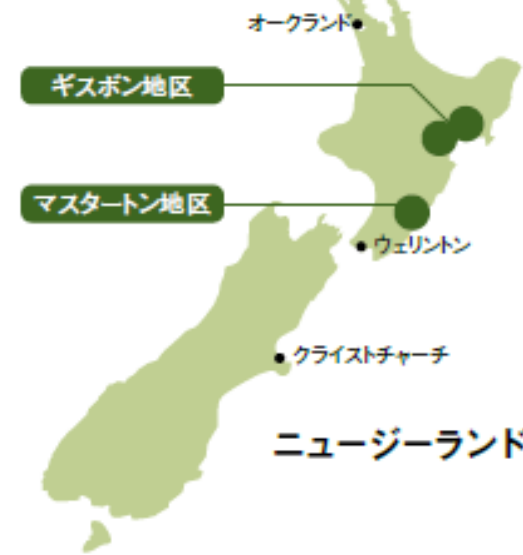 オークランド
ギスボン地区
マスタートン地区
ウェリントン
クライストチャーチ
ニュージーランド